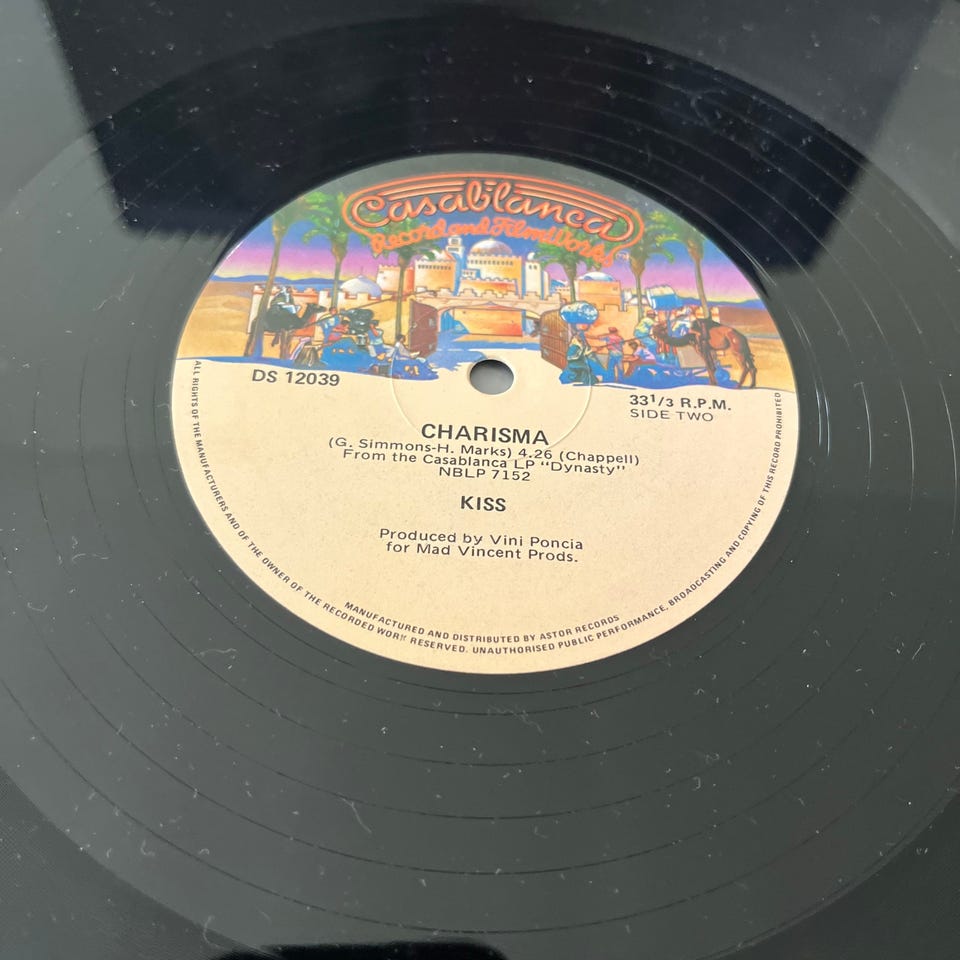 Casablanca
Record and FilmWorks
DS 12039
33 1/3 R.P.M.
SIDE TWO
CHARISMA
(G. Simmons-H. Marks) 4.26 (Chappell)
From the Casablanca LP "Dynasty"
NBLP 7152
KISS
Produced by Vini Poncia
for Mad Vincent Prods.
MANUFACTURED AND DISTRIBUTED BY ASTOR RECORDS
ALL RIGHTS OF THE MANUFACTURERS AND OF THE OWNER OF THE RECORDED WORK RESERVED. UNAUTHORISED PUBLIC PERFORMANCE, BROADCASTING AND COPYING OF THIS RECORD PROHIBITED